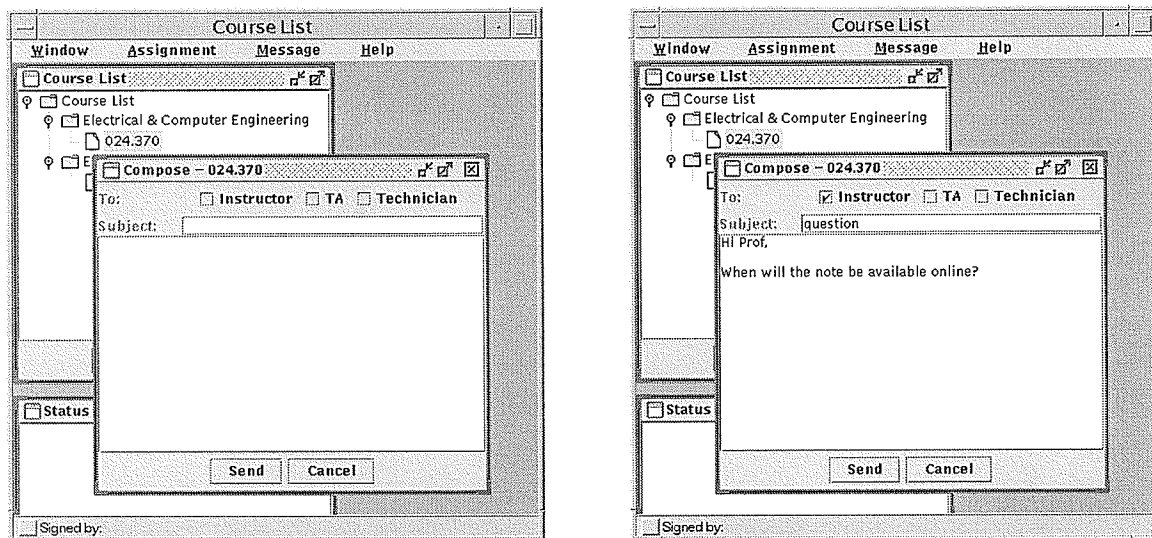 Course List
Window Assignment Message Help
Course List
Course List
Electrical & Computer Engineering
024.370
E
Compose – 024.370
To: Instructor TA Technician
Subject:
Status
Send Cancel
Signed by:
Course List
Window Assignment Message Help
Course List
Course List
Electrical & Computer Engineering
024.370
E
Compose – 024.370
To: Instructor TA Technician
Subject: question
Hi Prof,
When will the note be available online?
Status
Send Cancel
Signed by: